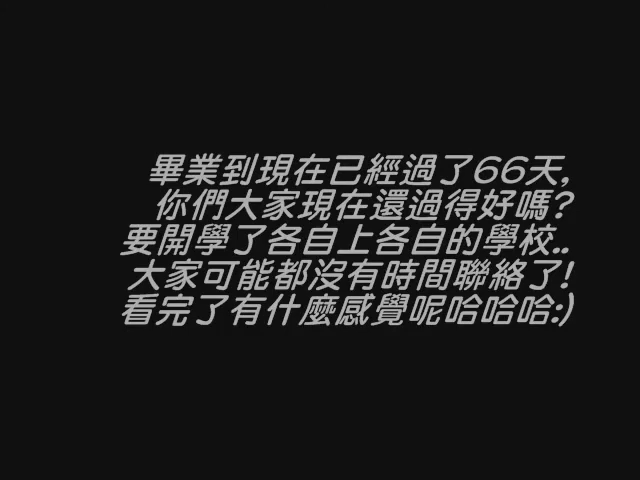 畢業到現在已經過了66天,
你們大家現在還過得好嗎?
要開學了各自上各自的學校..
大家可能都沒有時間聯絡了!
看完了有什麼感覺呢哈哈哈:)